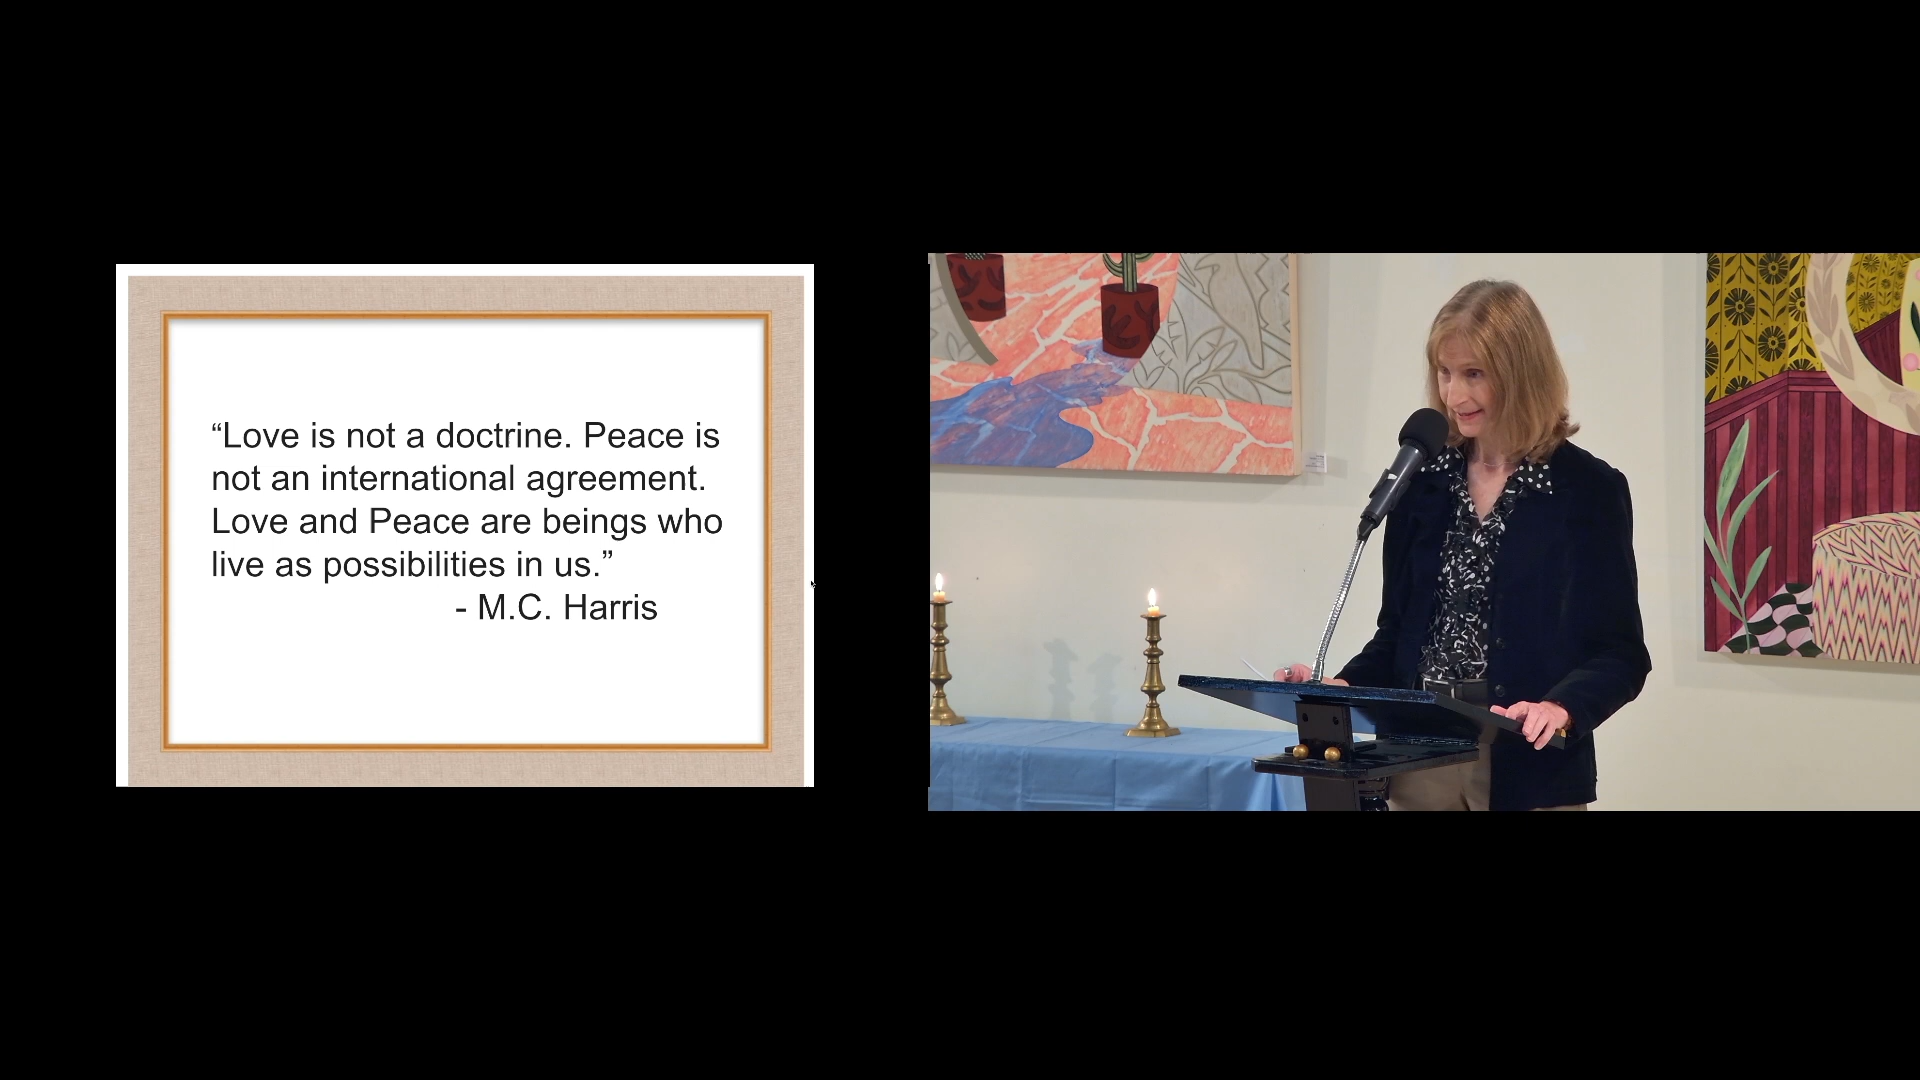 “Love is not a doctrine. Peace is
not an international agreement.
Love and Peace are beings who
live as possibilities in us.”
- M.C. Harris